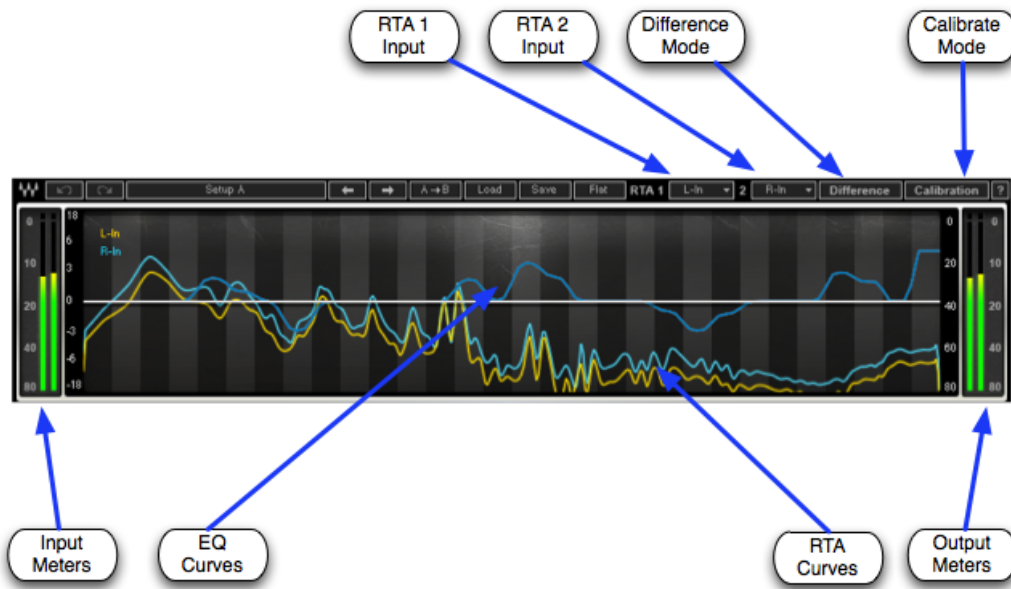 RTA 1
Input
RTA 2
Input
Difference
Mode
Calibrate
Mode
Setup A
A→B
Load
Save
Flat
RTA 1
L-In
2
R-In
Difference
Calibration
?
0
10
20
40
80
18
6
3
0
-3
-6
-18
L-In
R-In
0
20
40
60
80
0
10
20
40
80
Input
Meters
EQ
Curves
RTA
Curves
Output
Meters